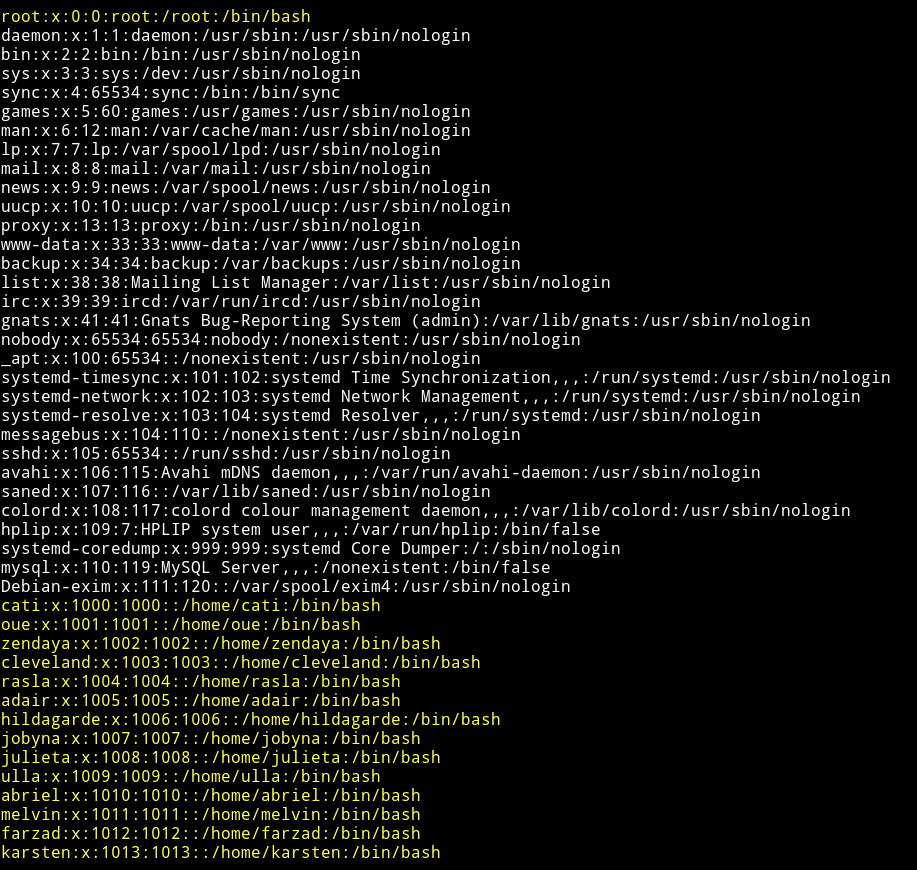 root:x:0:0:root:/root:/bin/bash
daemon:x:1:1:daemon:/usr/sbin:/usr/sbin/nologin
bin:x:2:2:bin:/bin:/usr/sbin/nologin
sys:x:3:3:sys:/dev:/usr/sbin/nologin
sync:x:4:65534:sync:/bin:/bin/sync
games:x:5:60:games:/usr/games:/usr/sbin/nologin
man:x:6:12:man:/var/cache/man:/usr/sbin/nologin
lp:x:7:7:lp:/var/spool/lpd:/usr/sbin/nologin
mail:x:8:8:mail:/var/mail:/usr/sbin/nologin
news:x:9:9:news:/var/spool/news:/usr/sbin/nologin
uucp:x:10:10:uucp:/var/spool/uucp:/usr/sbin/nologin
proxy:x:13:13:proxy:/bin:/usr/sbin/nologin
www-data:x:33:33:www-data:/var/www:/usr/sbin/nologin
backup:x:34:34:backup:/var/backups:/usr/sbin/nologin
list:x:38:38:Mailing List Manager:/var/list:/usr/sbin/nologin
irc:x:39:39:ircd:/var/run/ircd:/usr/sbin/nologin
gnats:x:41:41:Gnats Bug-Reporting System (admin):/var/lib/gnats:/usr/sbin/nologin
nobody:x:65534:65534:nobody:/nonexistent:/usr/sbin/nologin
_apt:x:100:65534::/nonexistent:/usr/sbin/nologin
systemd-timesync:x:101:102:systemd Time Synchronization,,,:/run/systemd:/usr/sbin/nologin
systemd-network:x:102:103:systemd Network Management,,,:/run/systemd:/usr/sbin/nologin
systemd-resolve:x:103:104:systemd Resolver,,,:/run/systemd:/usr/sbin/nologin
messagebus:x:104:110::/nonexistent:/usr/sbin/nologin
sshd:x:105:65534::/run/sshd:/usr/sbin/nologin
avahi:x:106:115:Avahi mDNS daemon,,,:/var/run/avahi-daemon:/usr/sbin/nologin
saned:x:107:116::/var/lib/saned:/usr/sbin/nologin
colord:x:108:117:colord colour management daemon,,,:/var/lib/colord:/usr/sbin/nologin
hplip:x:109:7:HPLIP system user,,,:/var/run/hplip:/bin/false
systemd-coredump:x:999:999:systemd Core Dumper:/:/sbin/nologin
mysql:x:110:119:MySQL Server,,,:/nonexistent:/bin/false
Debian-exim:x:111:120::/var/spool/exim4:/usr/sbin/nologin
cati:x:1000:1000::/home/cati:/bin/bash
oue:x:1001:1001::/home/oue:/bin/bash
zendaya:x:1002:1002::/home/zendaya:/bin/bash
cleveland:x:1003:1003::/home/cleveland:/bin/bash
rasla:x:1004:1004::/home/rasla:/bin/bash
adair:x:1005:1005::/home/adair:/bin/bash
hildagarde:x:1006:1006::/home/hildagarde:/bin/bash
jobyna:x:1007:1007::/home/jobyna:/bin/bash
julieta:x:1008:1008::/home/julieta:/bin/bash
ulla:x:1009:1009::/home/ulla:/bin/bash
abriel:x:1010:1010::/home/abriel:/bin/bash
melvin:x:1011:1011::/home/melvin:/bin/bash
farzad:x:1012:1012::/home/farzad:/bin/bash
karsten:x:1013:1013::/home/karsten:/bin/bash